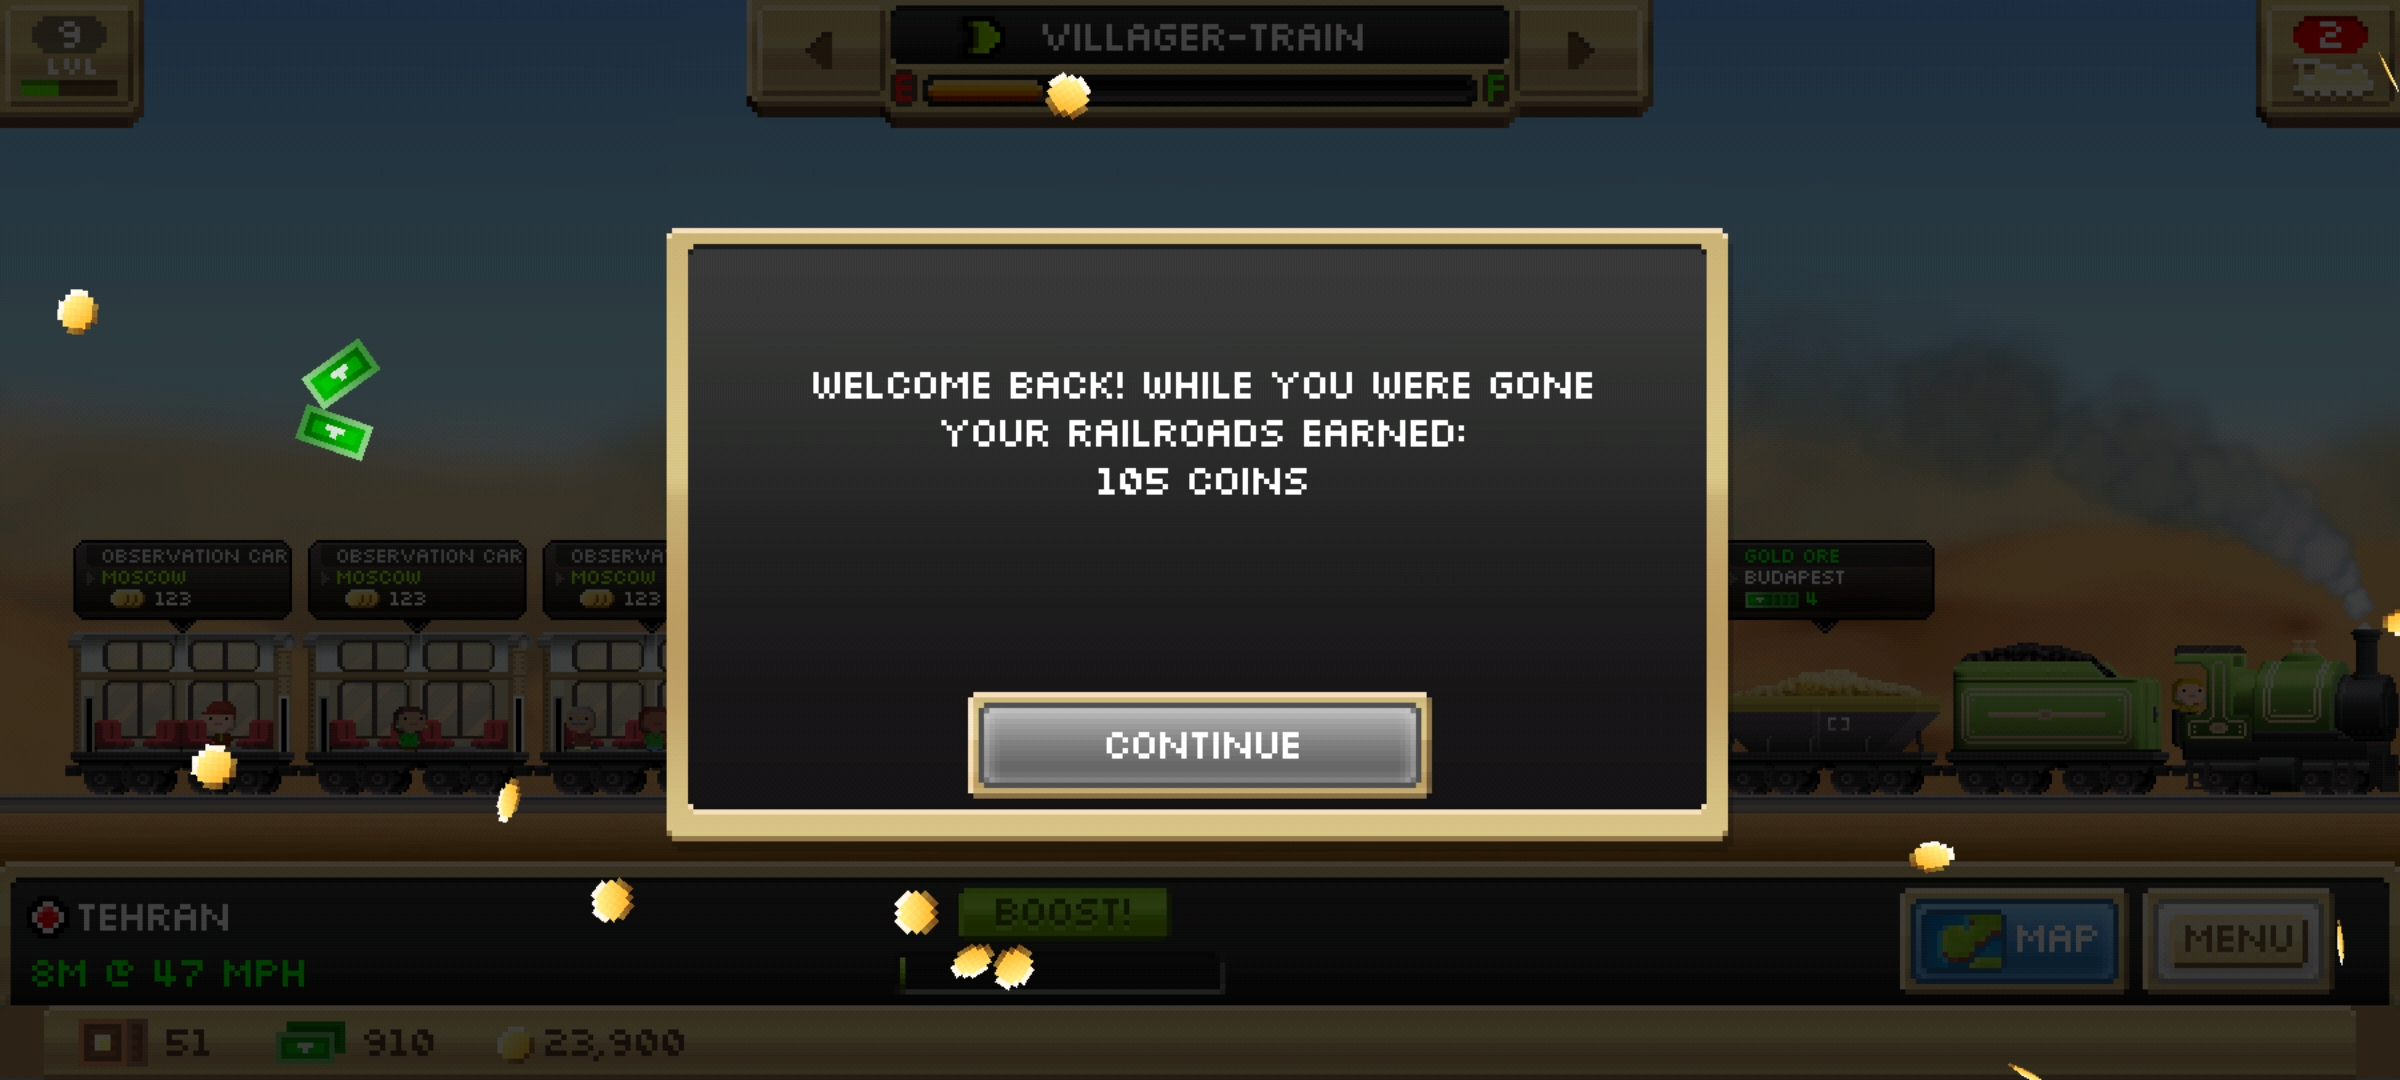 9
LVL
VILLAGER-TRAIN
E
F
2
WELCOME BACK! WHILE YOU WERE GONE
YOUR RAILROADS EARNED:
105 COINS
CONTINUE
OBSERVATION CAR
MOSCOW
123
OBSERVATION CAR
MOSCOW
123
MOSCOW
123
GOLD ORE
BUDAPEST
4
TEHRAN
8M @ 47 MPH
BOOST!
MAP
MENU
51
910
23,900